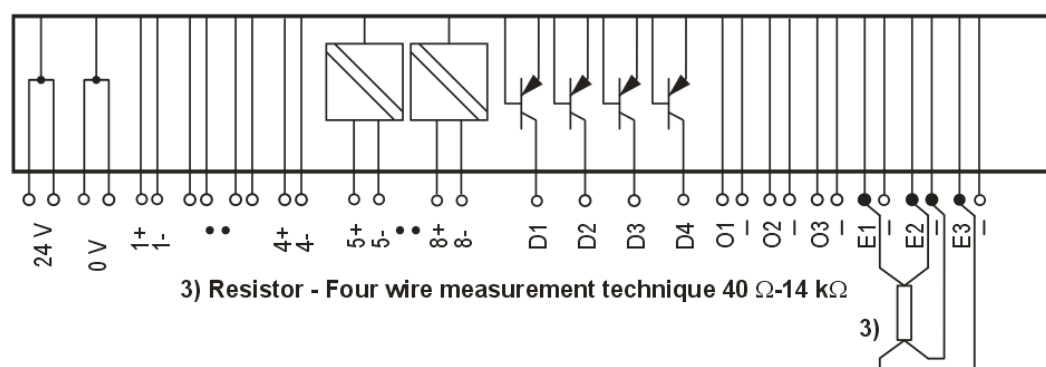 24 V 0 V 1+ 1- •• 4+ 4- 5+ 5- •• 8+ 8- D1 D2 D3 D4 O1 – O2 – O3 – E1 – E2 – E3 –
3) Resistor - Four wire measurement technique 40 Ω-14 kΩ
3)